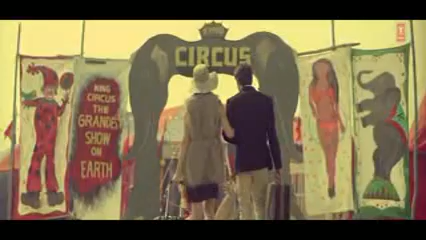 CIRCUS
KING
CIRCUS
THE
GRANDEST
SHOW
ON
EARTH
T